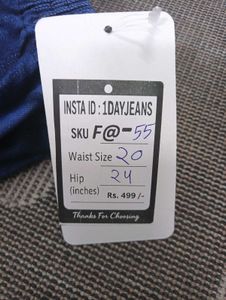 INSTA ID : 1DAYJEANS
SKU F@-55
Waist Size 20
Hip 24
(inches) Rs. 499 /-
Thanks For Choosing